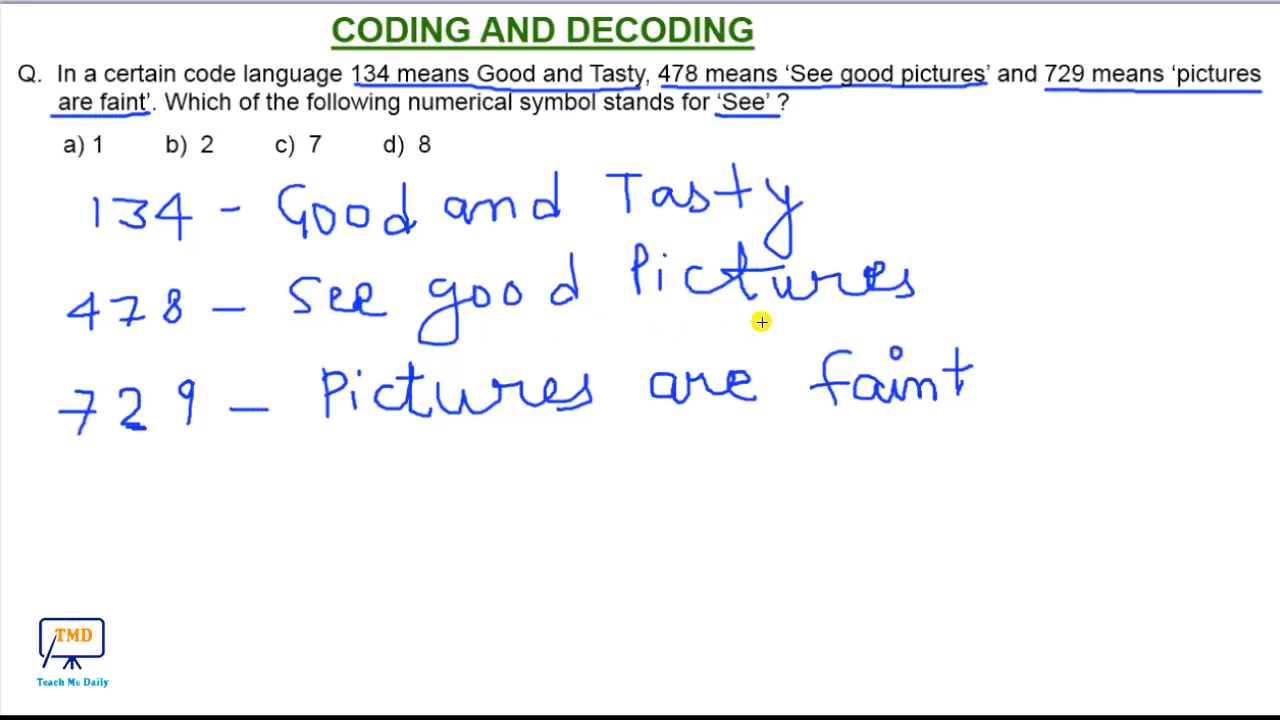 CODING AND DECODING
Q. In a certain code language 134 means Good and Tasty, 478 means ‘See good pictures’ and 729 means ‘pictures
are faint’. Which of the following numerical symbol stands for ‘See’ ?
a) 1 b) 2 c) 7 d) 8
134 - Good and Tasty
478 - See good Pictures
729 - Pictures are faint
TMD
Teach Me Daily